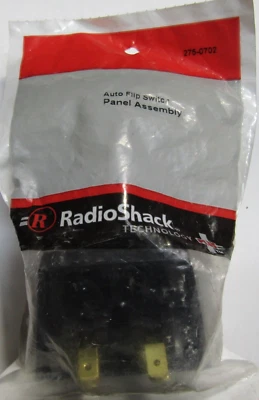 275-0702
Auto Flip Switch
Panel Assembly
R RadioShack
TECHNOLOGY